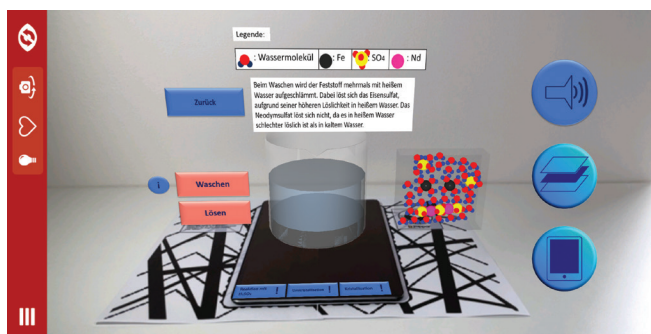 Legende:
: Wassermolekül : Fe : SO4 : Nd
Beim Waschen wird der Feststoff mehrmals mit heißem
Wasser aufgeschlämmt. Dabei löst sich das Eisensulfat,
aufgrund seiner höheren Löslichkeit in heißem Wasser. Das
Neodymsulfat löst sich nicht, da es in heißem Wasser
schlechter löslich ist als in kaltem Wasser.
Zurück
i
Waschen
Lösen
! ! !